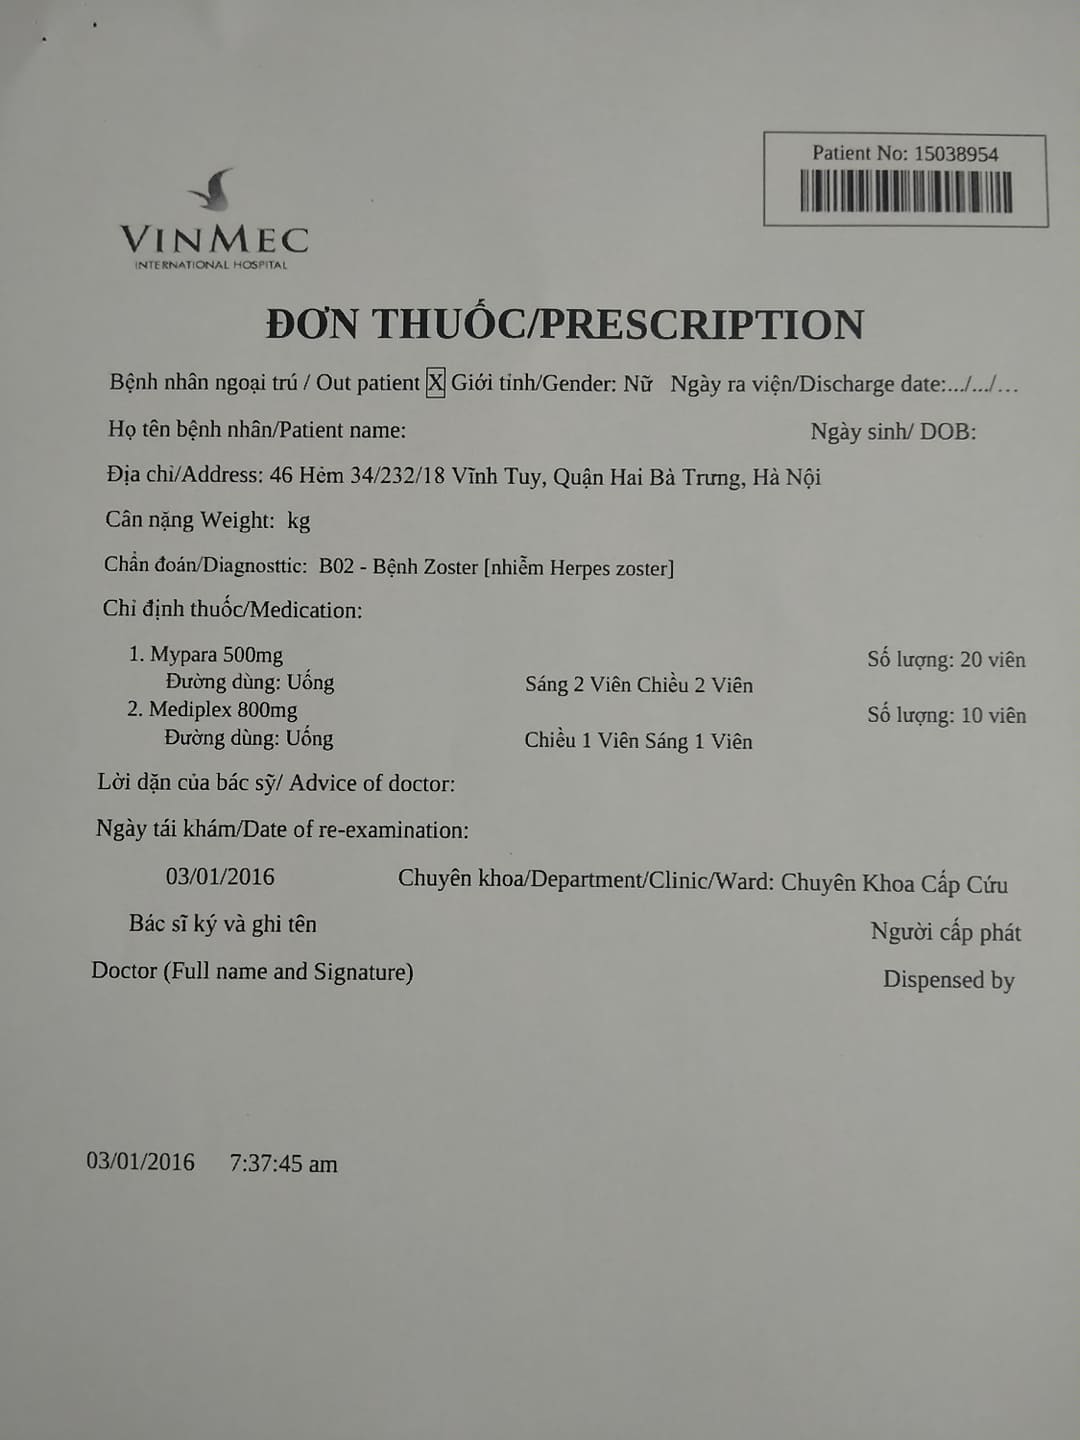 Patient No: 15038954
VINMEC
INTERNATIONAL HOSPITAL
ĐƠN THUỐC/PRESCRIPTION
Bệnh nhân ngoại trú / Out patient X Giới tỉnh/Gender: Nữ Ngày ra viện/Discharge date:.../.../...
Họ tên bệnh nhân/Patient name: Ngày sinh/ DOB:
Địa chỉ/Address: 46 Hẻm 34/232/18 Vĩnh Tuy, Quận Hai Bà Trưng, Hà Nội
Cân nặng Weight: kg
Chẩn đoán/Diagnosttic: B02 - Bệnh Zoster [nhiễm Herpes zoster]
Chỉ định thuốc/Medication:
1. Mypara 500mg Số lượng: 20 viên
Đường dùng: Uống Sáng 2 Viên Chiều 2 Viên
2. Mediplex 800mg Số lượng: 10 viên
Đường dùng: Uống Chiều 1 Viên Sáng 1 Viên
Lời dặn của bác sỹ/ Advice of doctor:
Ngày tái khám/Date of re-examination:
03/01/2016 Chuyên khoa/Department/Clinic/Ward: Chuyên Khoa Cấp Cứu
Bác sĩ ký và ghi tên Người cấp phát
Doctor (Full name and Signature) Dispensed by
03/01/2016 7:37:45 am